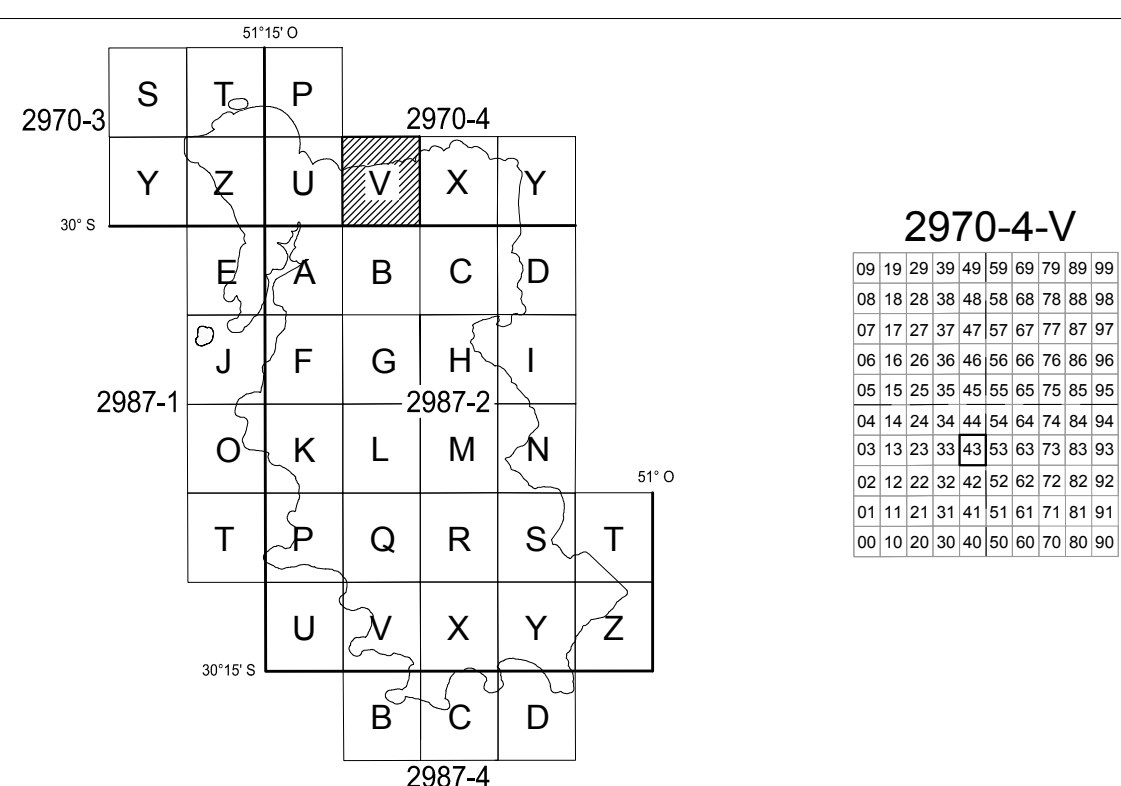 51°15' O
S T P
2970-3 2970-4
Y Z U V X Y
30° S
E A B C D
J F G H I
2987-1 2987-2
O K L M N
51° O
T P Q R S T
U V X Y Z
30°15' S
B C D
2987-4
2970-4-V
09 19 29 39 49 59 69 79 89 99
08 18 28 38 48 58 68 78 88 98
07 17 27 37 47 57 67 77 87 97
06 16 26 36 46 56 66 76 86 96
05 15 25 35 45 55 65 75 85 95
04 14 24 34 44 54 64 74 84 94
03 13 23 33 43 53 63 73 83 93
02 12 22 32 42 52 62 72 82 92
01 11 21 31 41 51 61 71 81 91
00 10 20 30 40 50 60 70 80 90